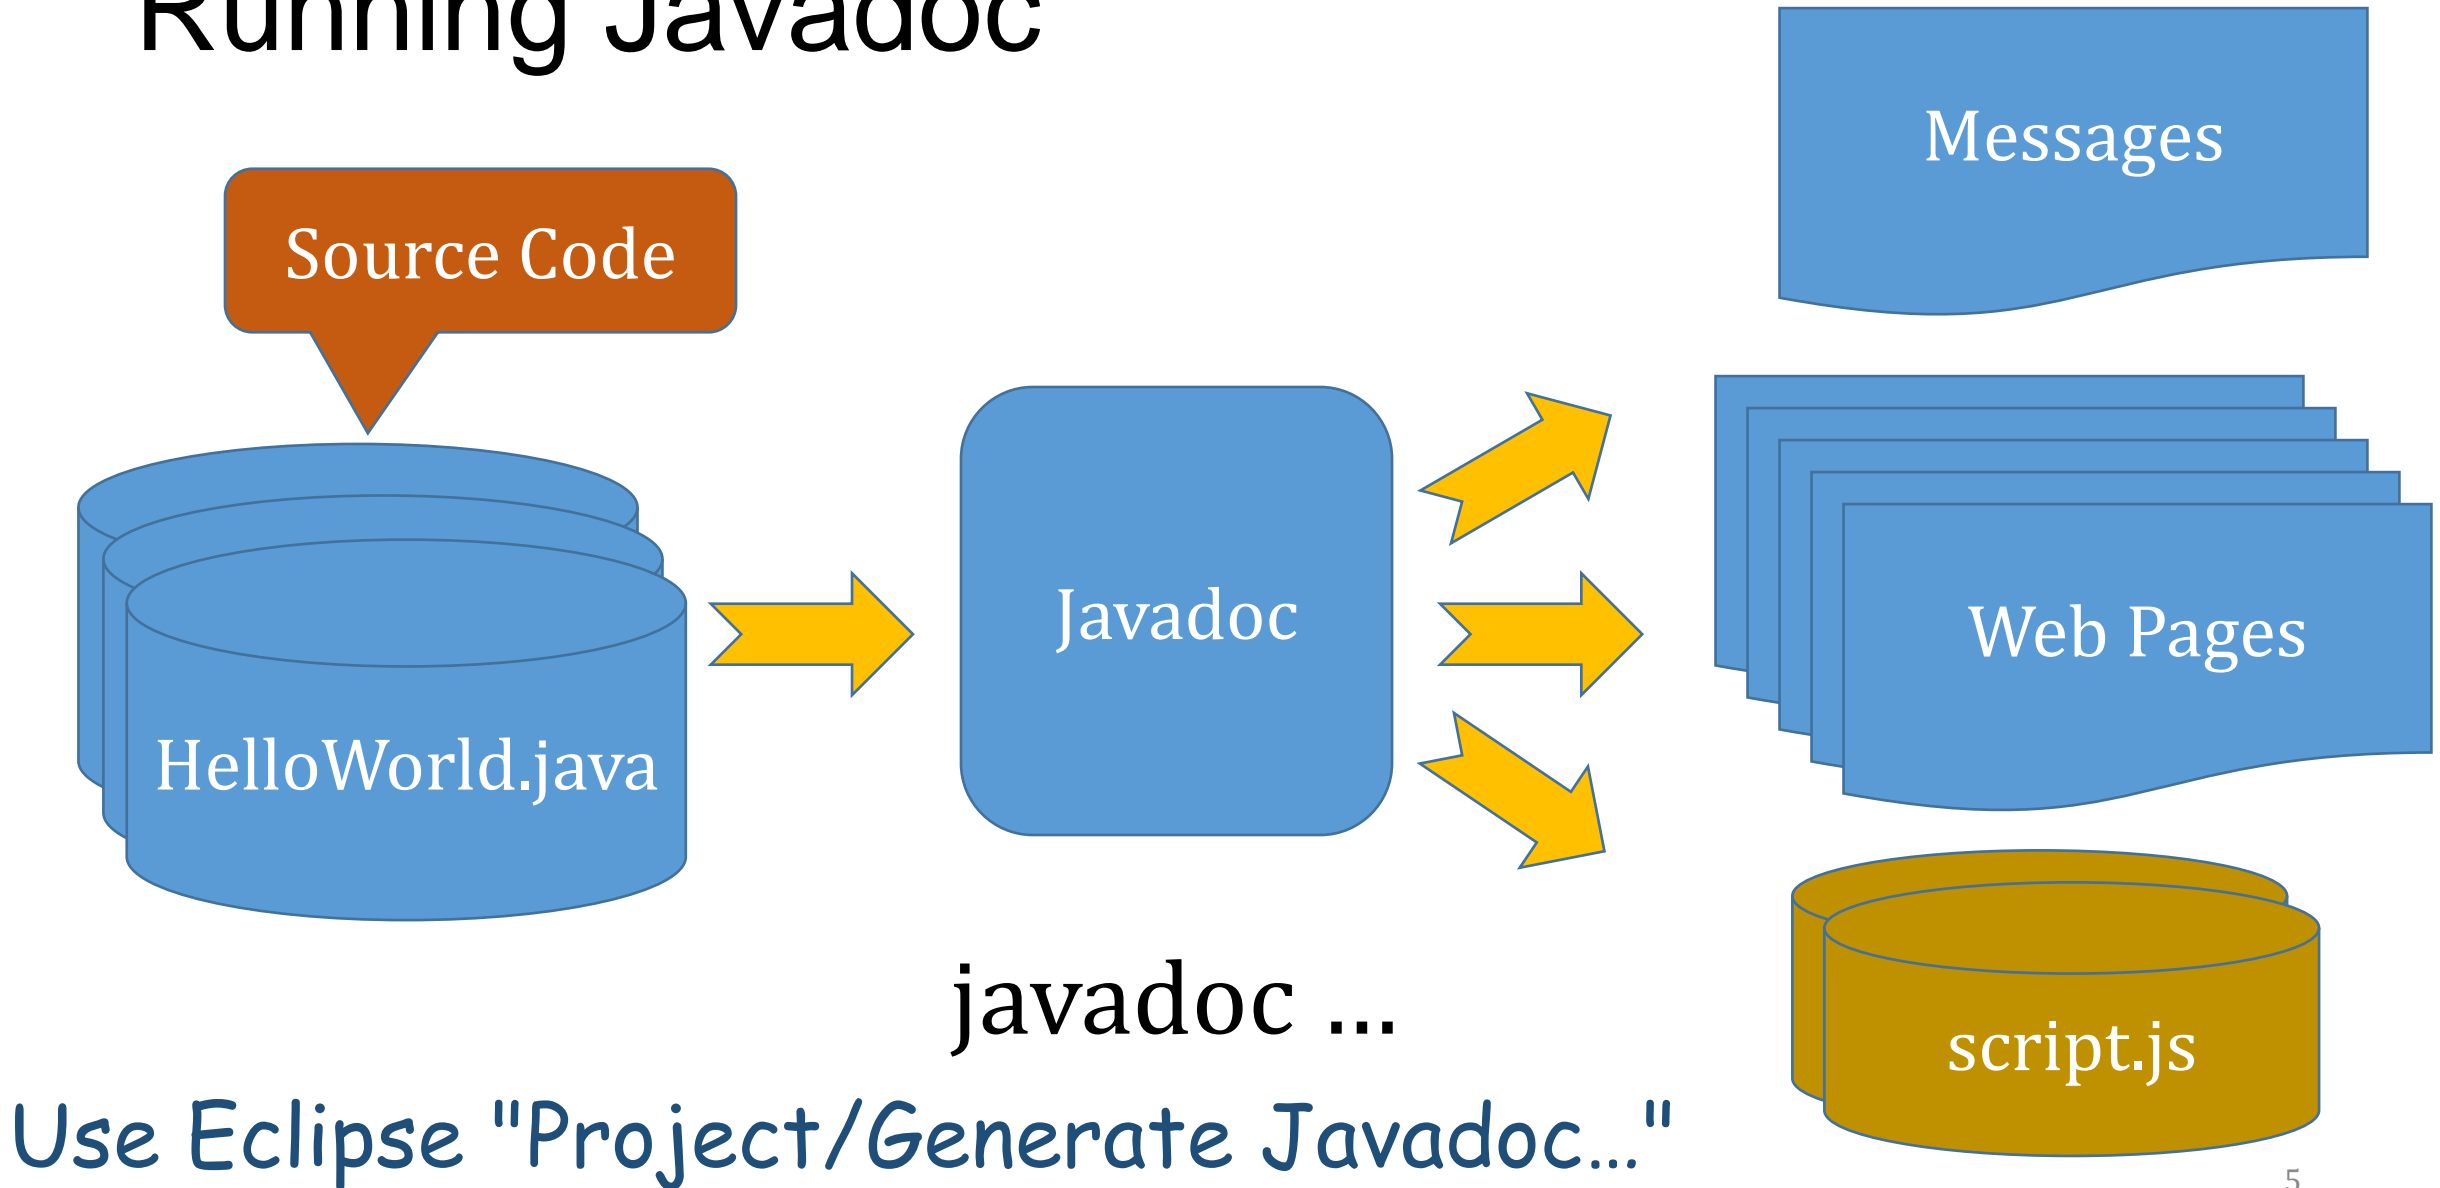 Running Javadoc
Messages
Source Code
Javadoc
Web Pages
HelloWorld.java
javadoc ...
script.js
Use Eclipse "Project/Generate Javadoc..."
5